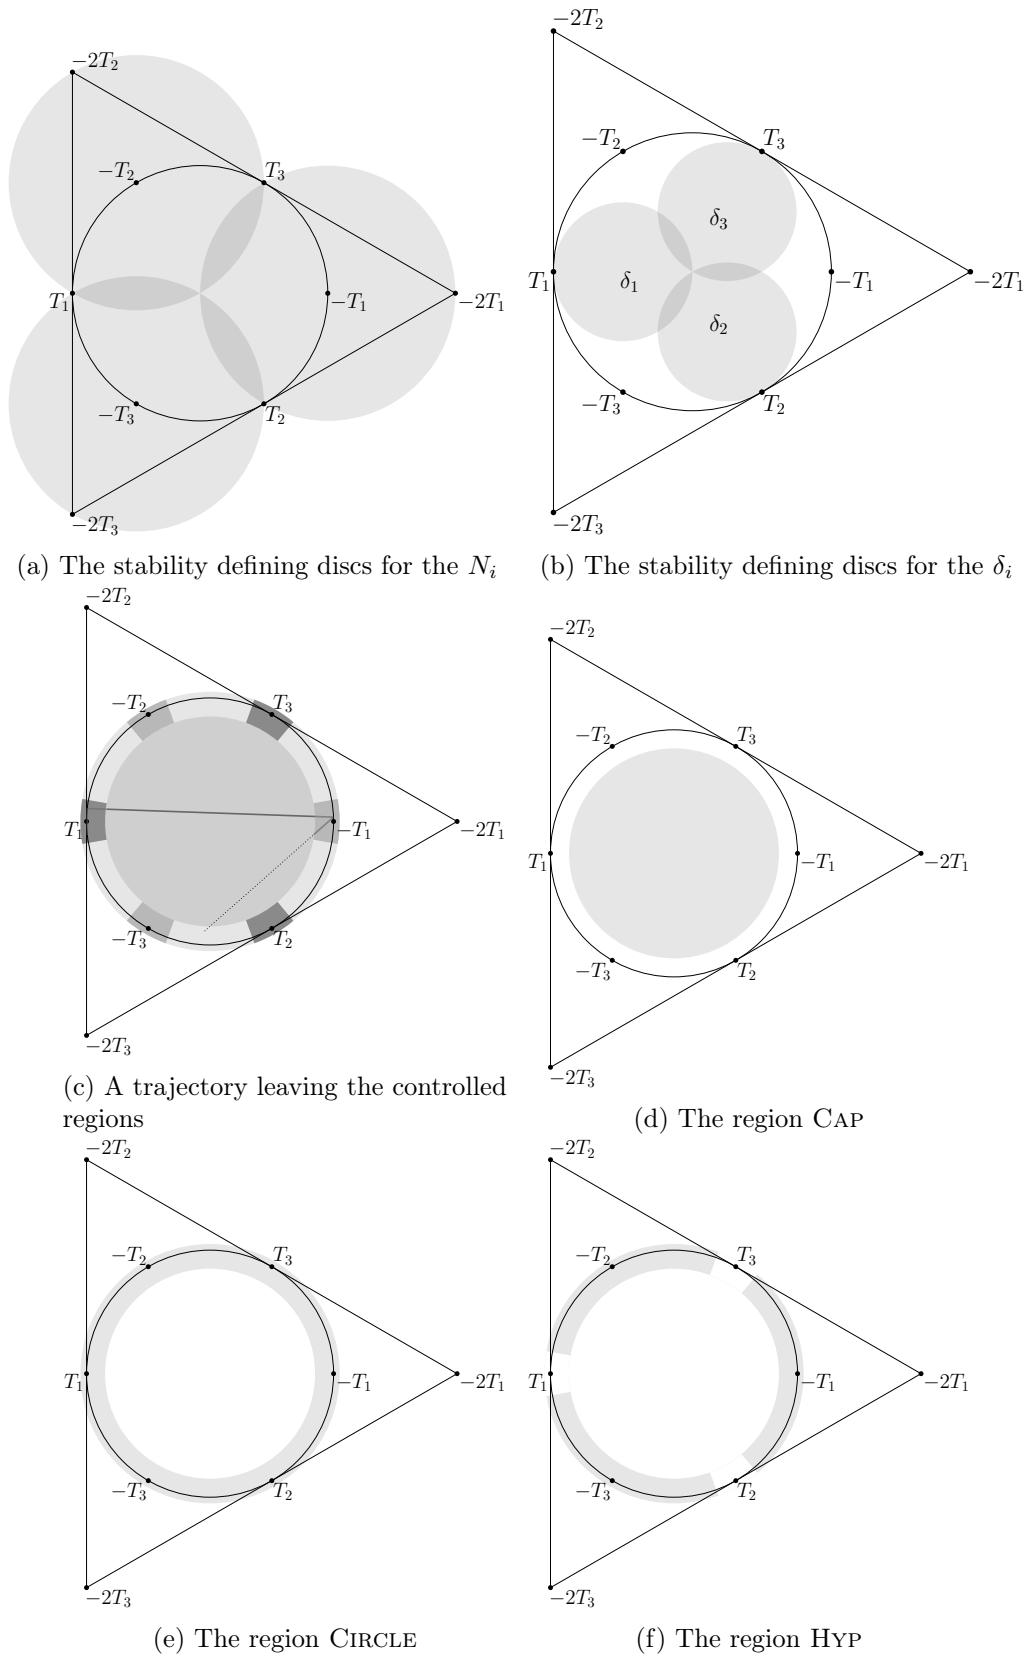 −2T₂
−T₂
T₃
T₁
−T₁
−2T₁
−T₃
T₂
−2T₃
(a) The stability defining discs for the Nᵢ
−2T₂
−T₂
T₃
δ₃
T₁
δ₁
−T₁
−2T₁
δ₂
−T₃
T₂
−2T₃
(b) The stability defining discs for the δᵢ
−2T₂
−T₂
T₃
T₁
−T₁
−2T₁
−T₃
T₂
−2T₃
(c) A trajectory leaving the controlled
regions
−2T₂
−T₂
T₃
T₁
−T₁
−2T₁
−T₃
T₂
−2T₃
(d) The region CAP
−2T₂
−T₂
T₃
T₁
−T₁
−2T₁
−T₃
T₂
−2T₃
(e) The region CIRCLE
−2T₂
−T₂
T₃
T₁
−T₁
−2T₁
−T₃
T₂
−2T₃
(f) The region HYP